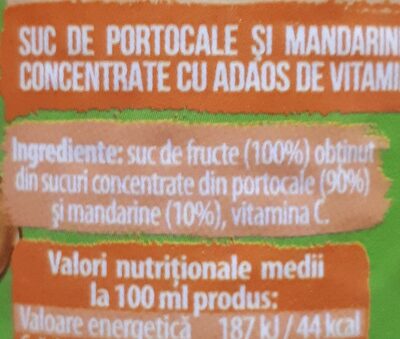 SUC DE PORTOCALE ȘI MANDARIN
CONCENTRATE CU ADAOS DE VITAMI
Ingrediente: suc de fructe (100%) obținut
din sucuri concentrate din portocale (90%)
și mandarine (10%), vitamina C.
Valori nutriționale medii
la 100 ml produs:
Valoare energetică 187 kJ / 44 kcal